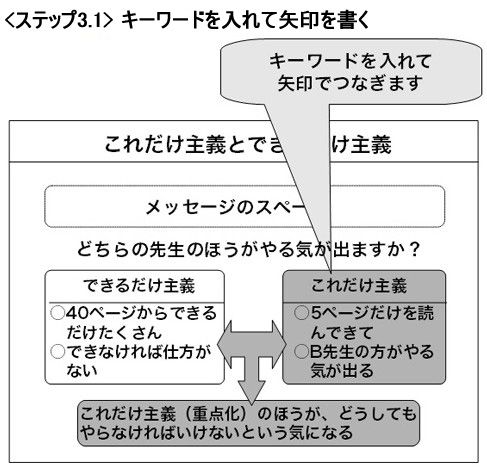 <ステップ3.1> キーワードを入れて矢印を書く
キーワードを入れて
矢印でつなぎます
これだけ主義とでき
け主義
メッセージのスペー
どちらの先生のほうがやる気が出ますか？
できるだけ主義
○40ページからできる
だけたくさん
○できなければ仕方が
ない
これだけ主義
○5ページだけを読
んできて
○B先生の方がやる
気が出る
これだけ主義（重点化）のほうが、どうしても
やらなければいけないという気になる